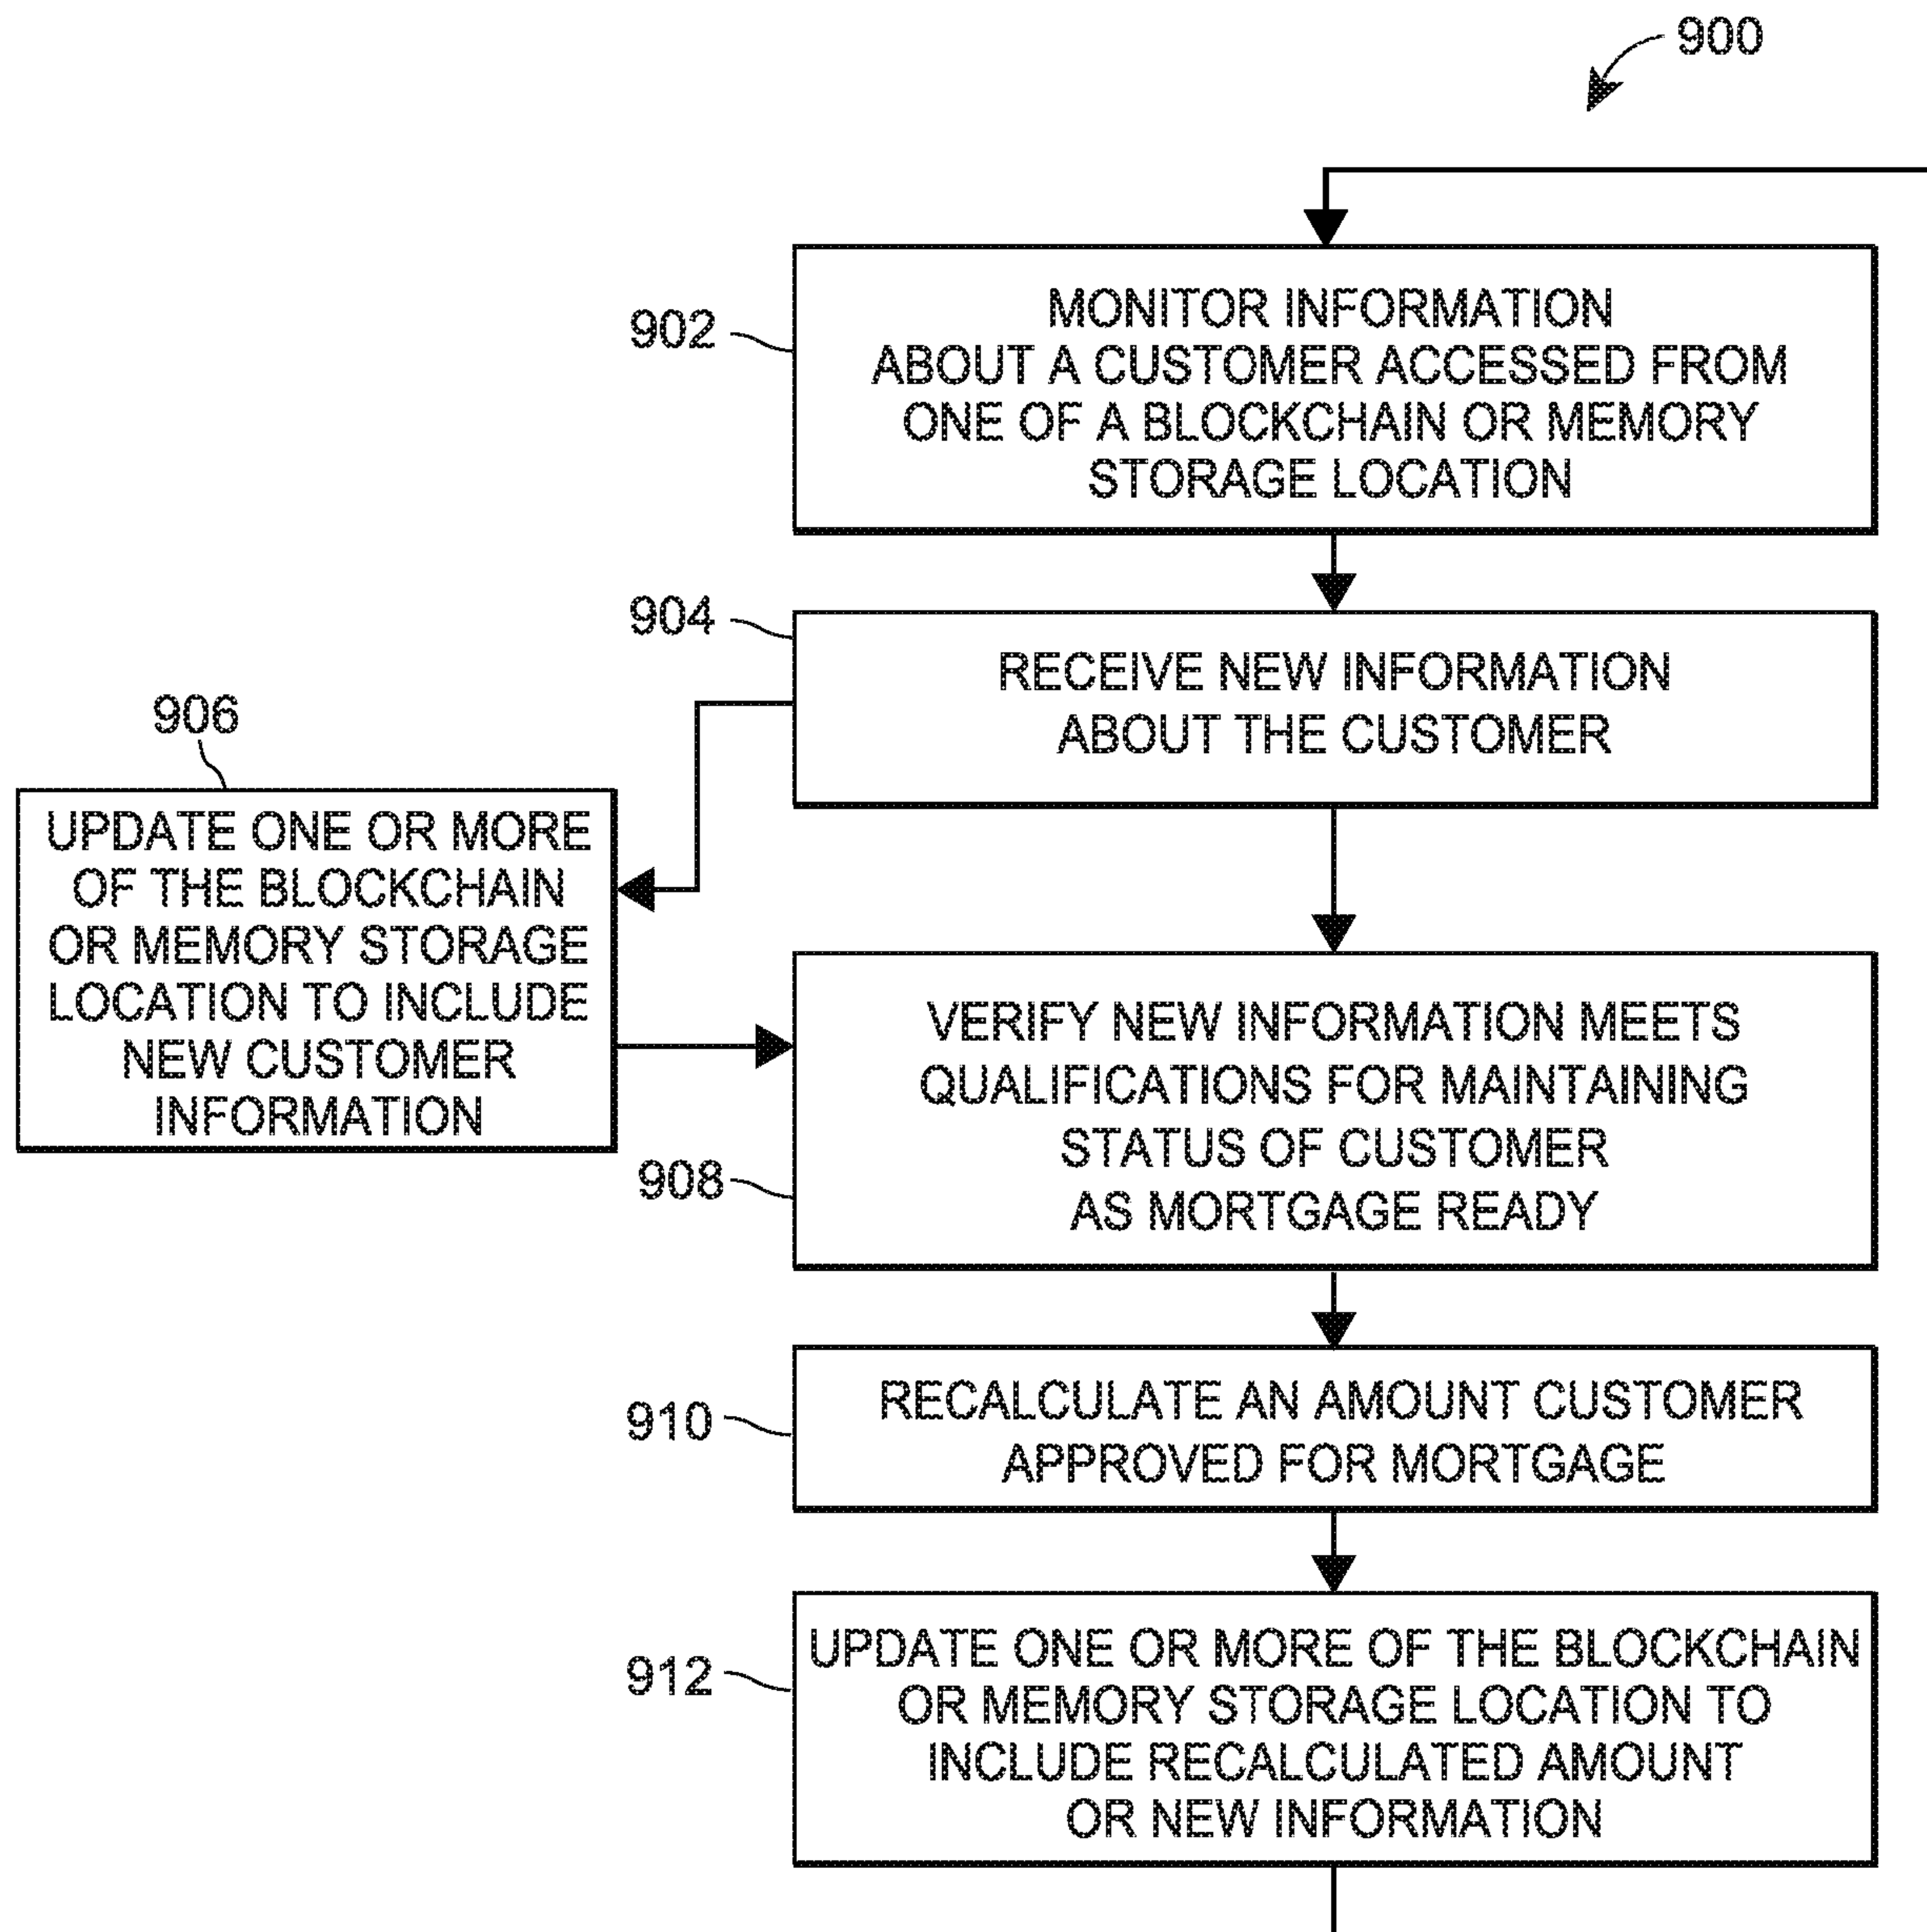 900
902
MONITOR INFORMATION
ABOUT A CUSTOMER ACCESSED FROM
ONE OF A BLOCKCHAIN OR MEMORY
STORAGE LOCATION
904
RECEIVE NEW INFORMATION
ABOUT THE CUSTOMER
906
UPDATE ONE OR MORE
OF THE BLOCKCHAIN
OR MEMORY STORAGE
LOCATION TO INCLUDE
NEW CUSTOMER
INFORMATION
908
VERIFY NEW INFORMATION MEETS
QUALIFICATIONS FOR MAINTAINING
STATUS OF CUSTOMER
AS MORTGAGE READY
910
RECALCULATE AN AMOUNT CUSTOMER
APPROVED FOR MORTGAGE
912
UPDATE ONE OR MORE OF THE BLOCKCHAIN
OR MEMORY STORAGE LOCATION TO
INCLUDE RECALCULATED AMOUNT
OR NEW INFORMATION